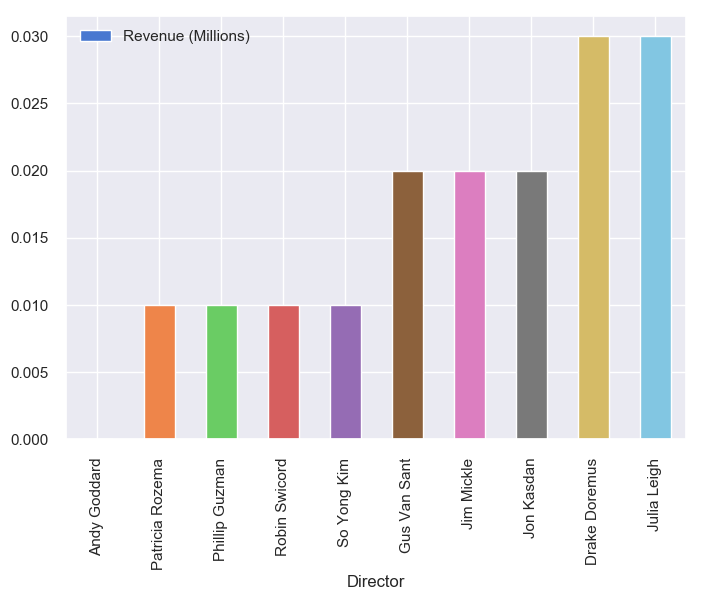 Revenue (Millions)
0.030
0.025
0.020
0.015
0.010
0.005
0.000
Andy Goddard
Patricia Rozema
Phillip Guzman
Robin Swicord
So Yong Kim
Gus Van Sant
Jim Mickle
Jon Kasdan
Drake Doremus
Julia Leigh
Director